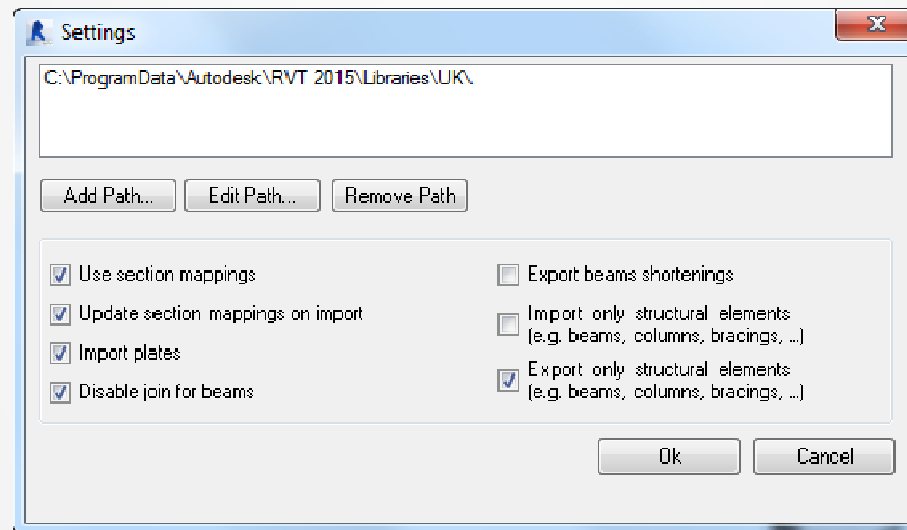 Settings
C:\ProgramData\Autodesk\RVT 2015\Libraries\UK\
Add Path... Edit Path... Remove Path
Use section mappings
Update section mappings on import
Import plates
Disable join for beams
Export beams shortenings
Import only structural elements
(e.g. beams, columns, bracings, ...)
Export only structural elements
(e.g. beams, columns, bracings, ...)
Ok Cancel